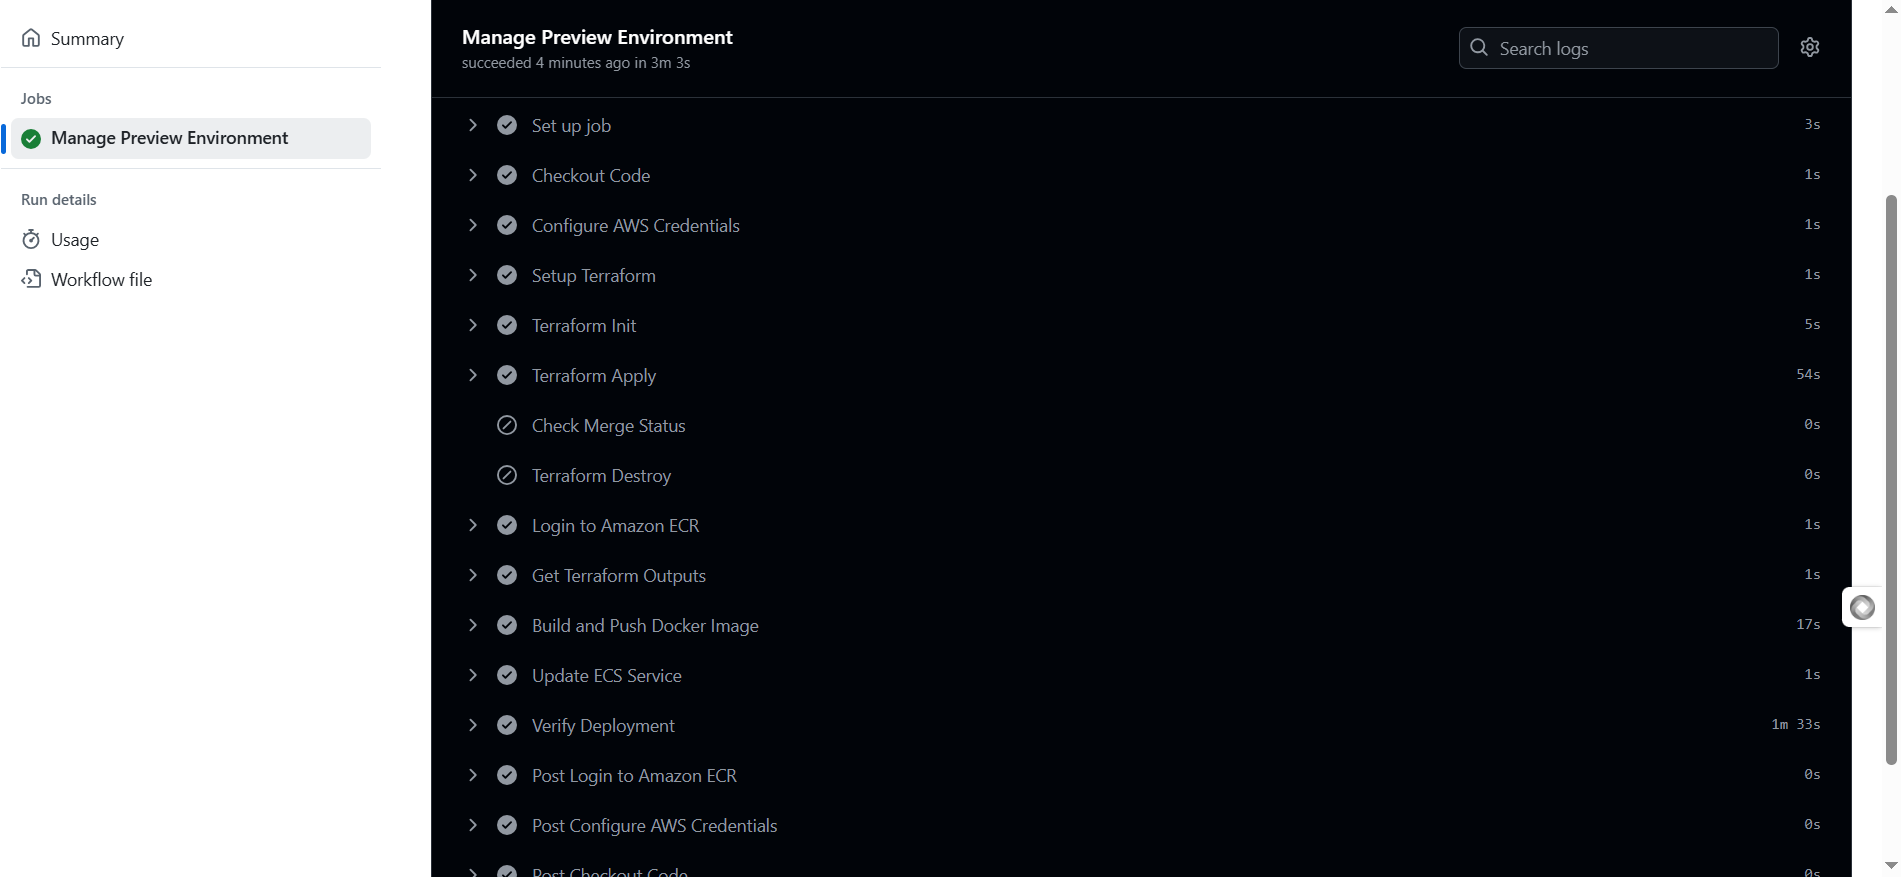 Summary
Jobs
Manage Preview Environment
Run details
Usage
Workflow file
Manage Preview Environment
succeeded 4 minutes ago in 3m 3s
Search logs
Set up job 3s
Checkout Code 1s
Configure AWS Credentials 1s
Setup Terraform 1s
Terraform Init 5s
Terraform Apply 54s
Check Merge Status 0s
Terraform Destroy 0s
Login to Amazon ECR 1s
Get Terraform Outputs 1s
Build and Push Docker Image 17s
Update ECS Service 1s
Verify Deployment 1m 33s
Post Login to Amazon ECR 0s
Post Configure AWS Credentials 0s
Post Checkout Code 0s